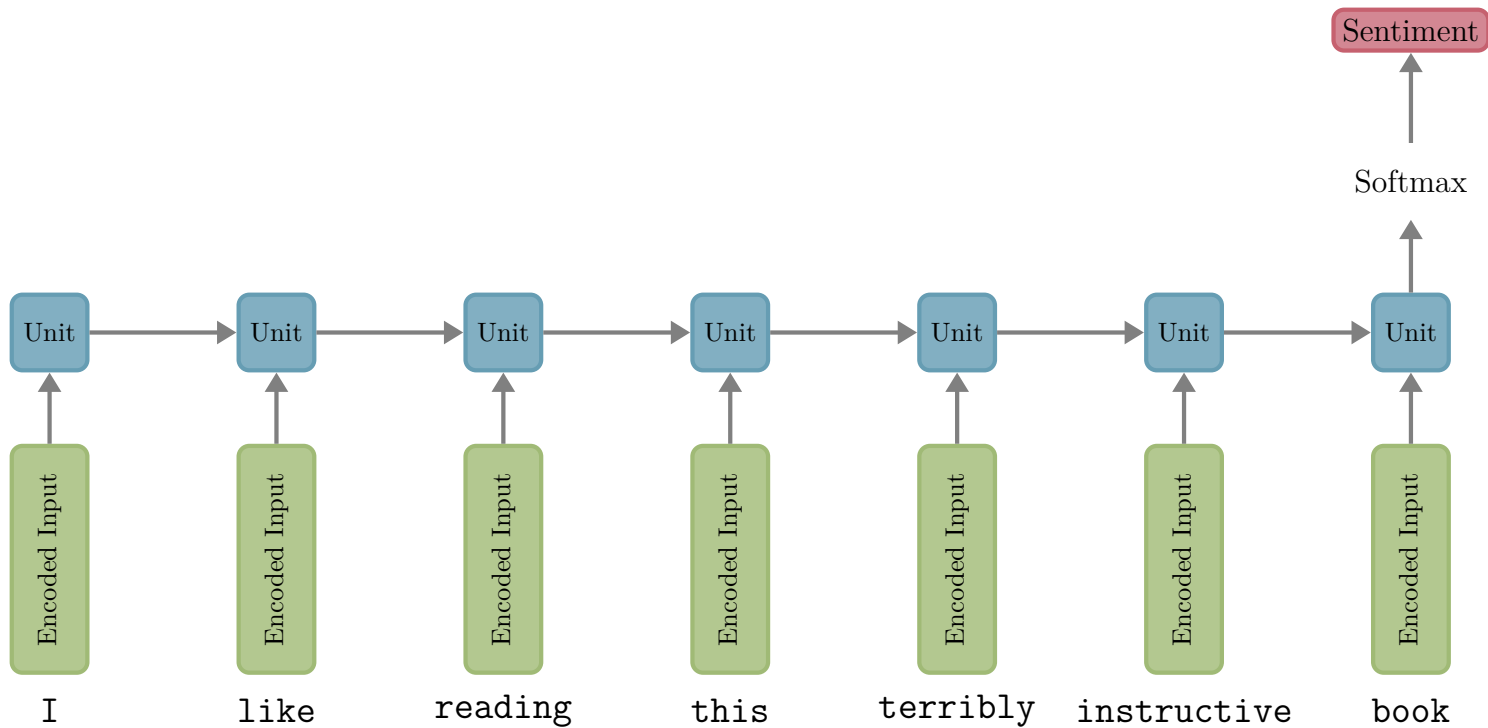 Sentiment
Softmax
Unit Unit Unit Unit Unit Unit Unit
Encoded Input Encoded Input Encoded Input Encoded Input Encoded Input Encoded Input Encoded Input
I like reading this terribly instructive book